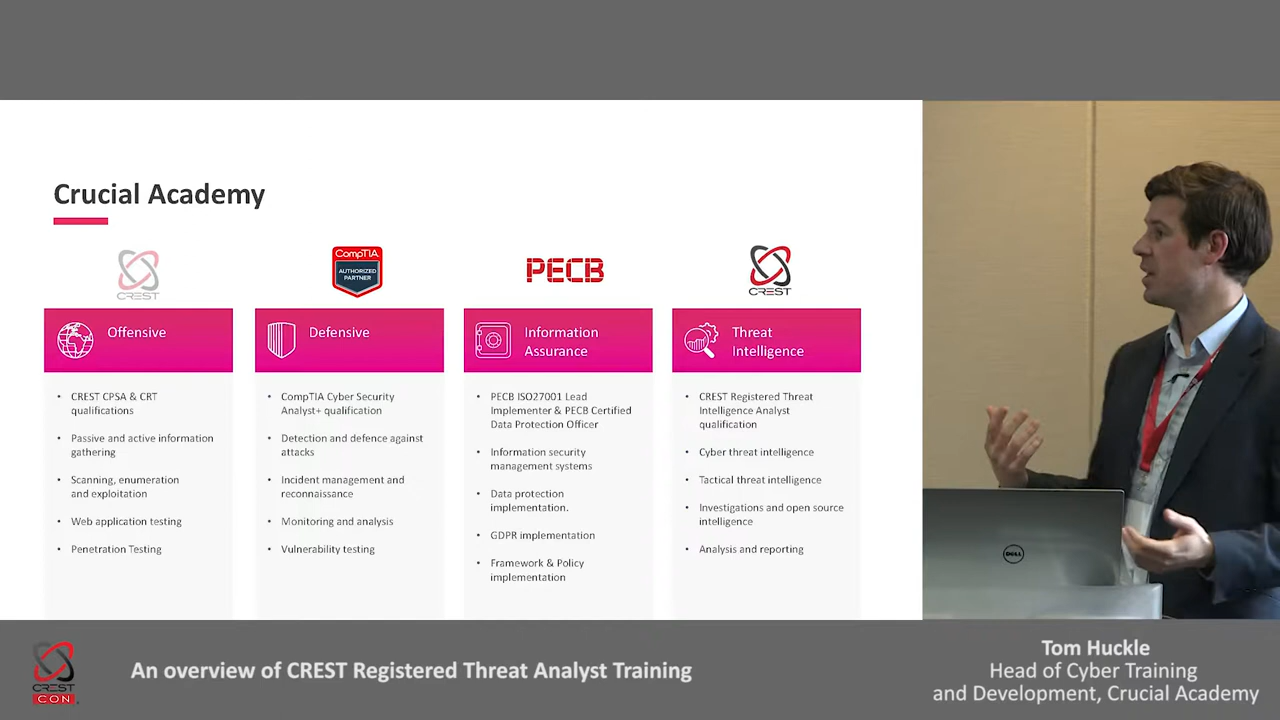 Crucial Academy
CREST
CompTIA
AUTHORIZED
PARTNER
PECB
CREST
Offensive
Defensive
Information
Assurance
Threat
Intelligence
• CREST CPSA & CRT
qualifications
• Passive and active information
gathering
• Scanning, enumeration
and exploitation
• Web application testing
• Penetration Testing
• CompTIA Cyber Security
Analyst+ qualification
• Detection and defence against
attacks
• Incident management and
reconnaissance
• Monitoring and analysis
• Vulnerability testing
• PECB ISO27001 Lead
Implementer & PECB Certified
Data Protection Officer
• Information security
management systems
• Data protection
implementation.
• GDPR implementation
• Framework & Policy
implementation
• CREST Registered Threat
Intelligence Analyst
qualification
• Cyber threat intelligence
• Tactical threat intelligence
• Investigations and open source
intelligence
• Analysis and reporting
DELL
CREST
CON
An overview of CREST Registered Threat Analyst Training
Tom Huckle
Head of Cyber Training
and Development, Crucial Academy